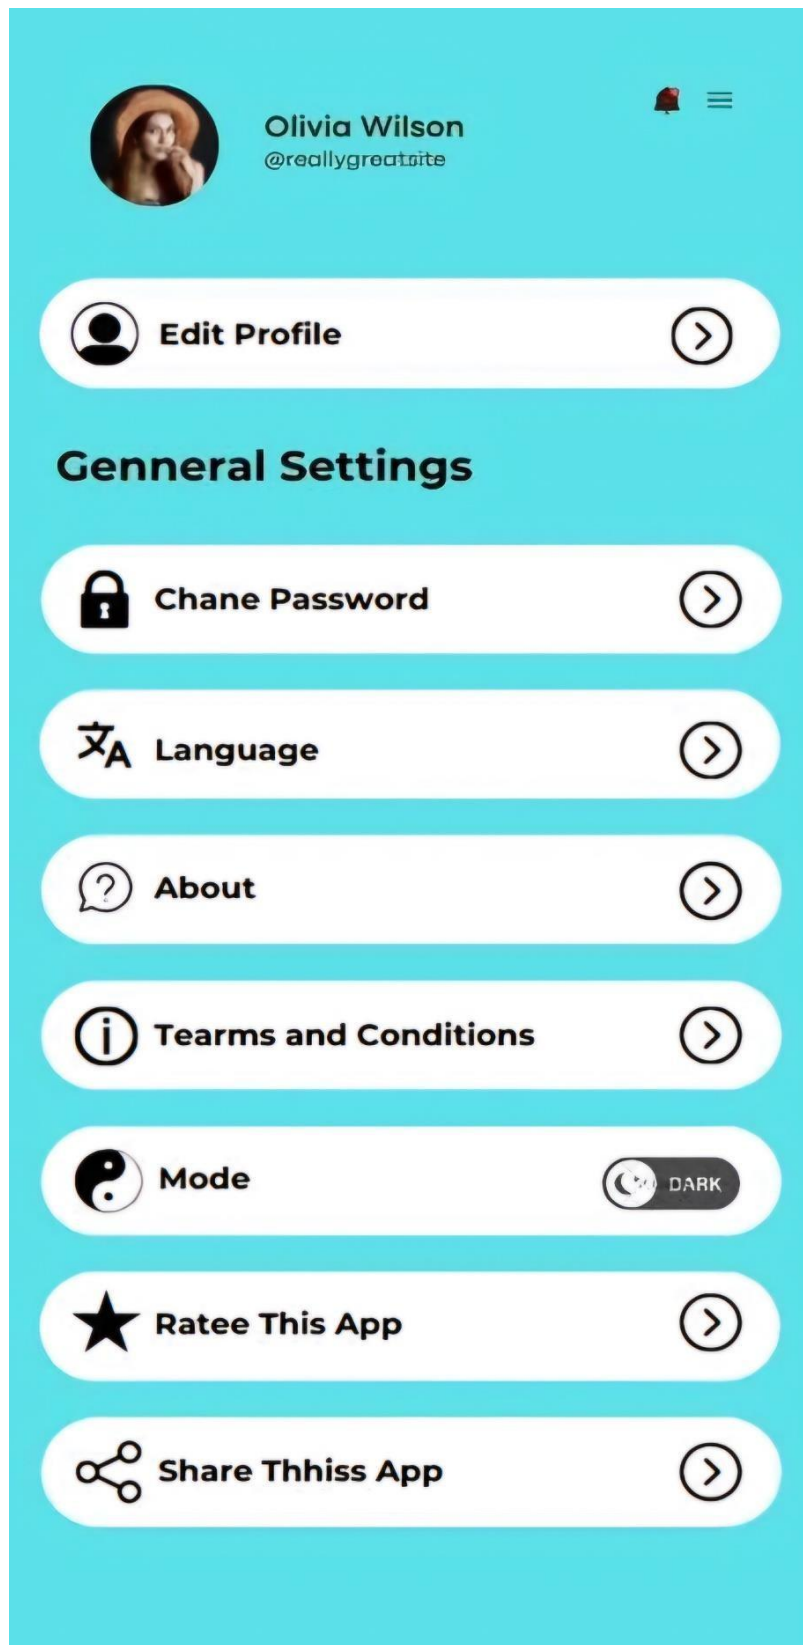 Olivia Wilson
Edit Profile
Genneral Settings
Chane Password
Language
About
Tearms and Conditions
Mode
DARK
Ratee This App
Share Thhiss App